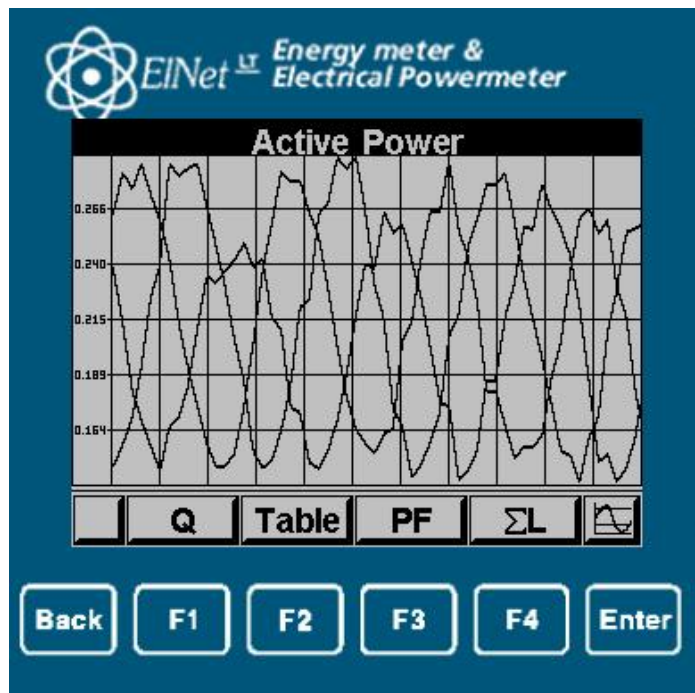 ElNet LT Energy meter &
Electrical Powermeter
Active Power
0.266
0.240
0.215
0.189
0.164
Q Table PF ΣL
Back F1 F2 F3 F4 Enter